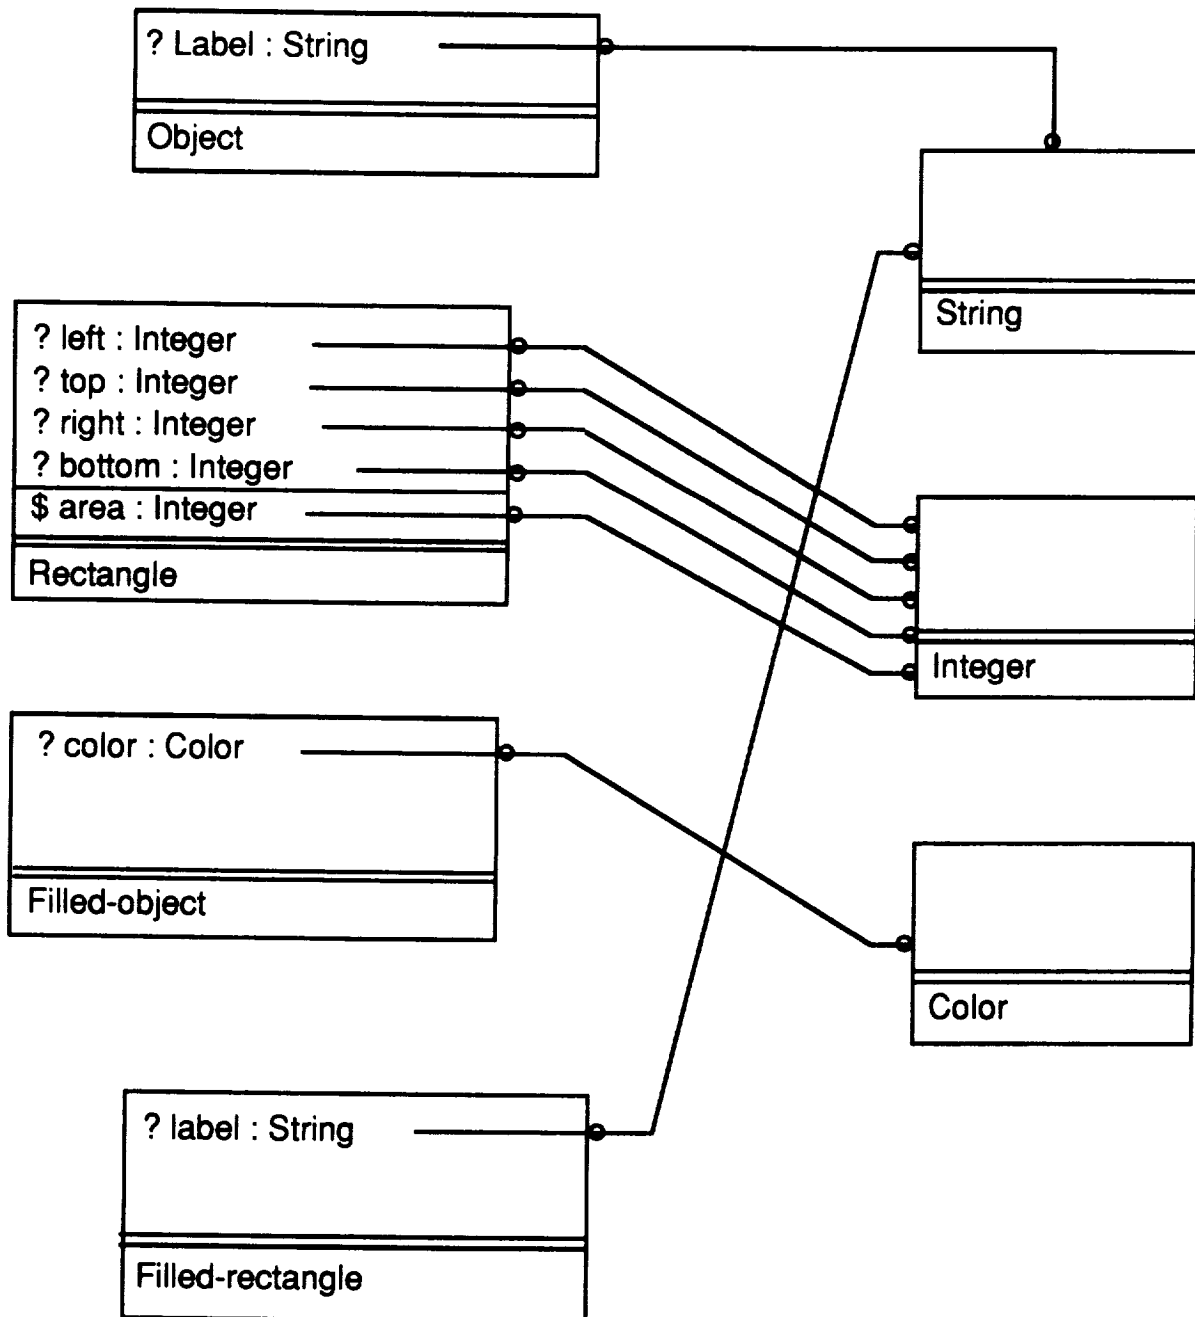 ? Label : String
Object
String
? left : Integer
? top : Integer
? right : Integer
? bottom : Integer
$ area : Integer
Rectangle
Integer
? color : Color
Filled-object
Color
? label : String
Filled-rectangle